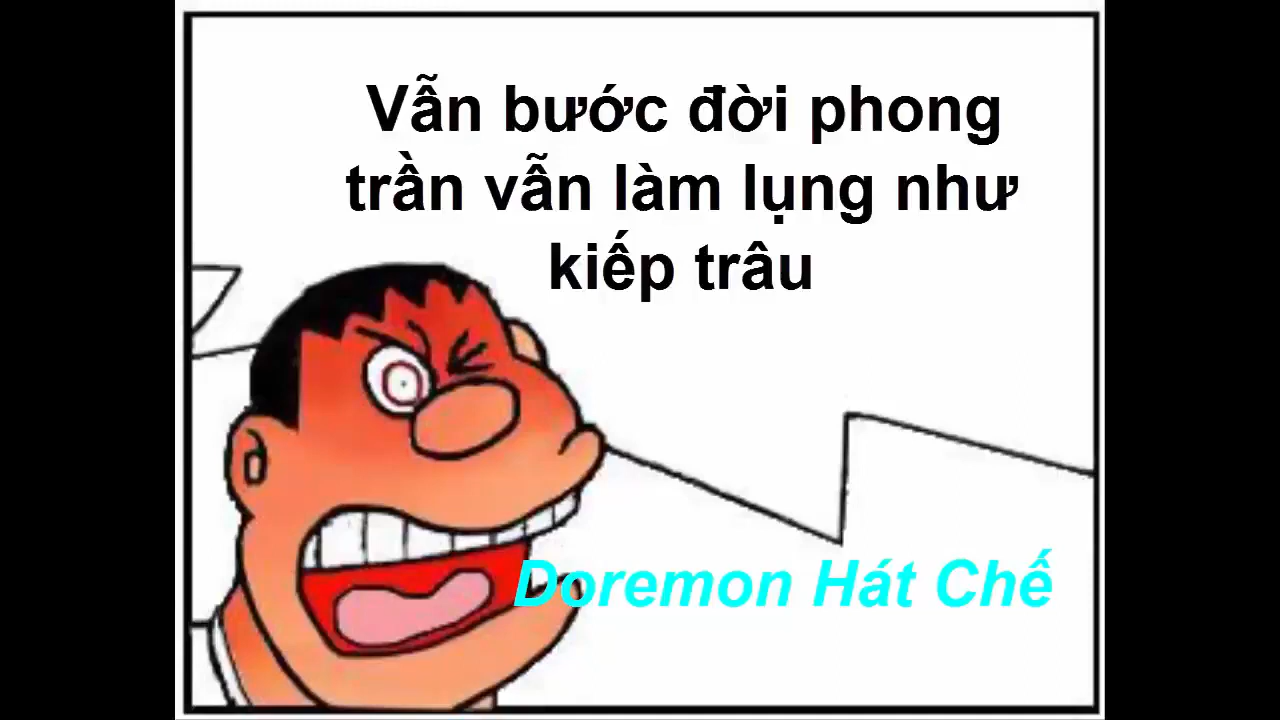 Vẫn bước đời phong
trần vẫn làm lụng như
kiếp trâu
Doremon Hát Chế